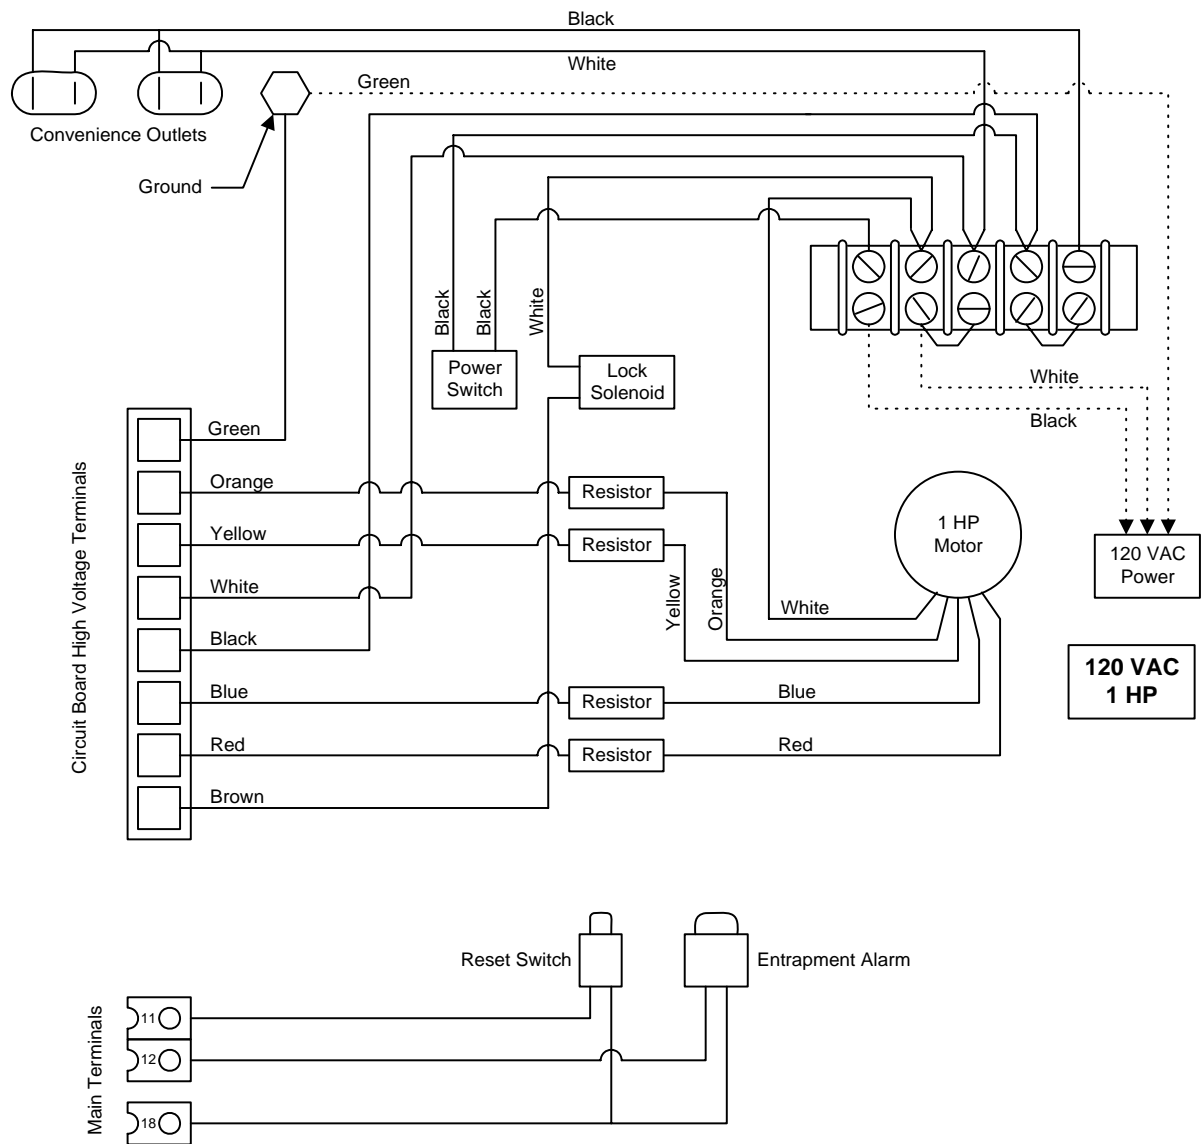 Black
White
Green
Convenience Outlets
Ground
Black
Black
White
Power
Switch
Lock
Solenoid
White
Black
Circuit Board High Voltage Terminals
Green
Orange
Resistor
Yellow
Resistor
White
Black
Yellow
Orange
White
1 HP
Motor
120 VAC
Power
120 VAC
1 HP
Blue
Resistor
Blue
Red
Resistor
Red
Brown
Reset Switch
Entrapment Alarm
Main Terminals
11
12
18